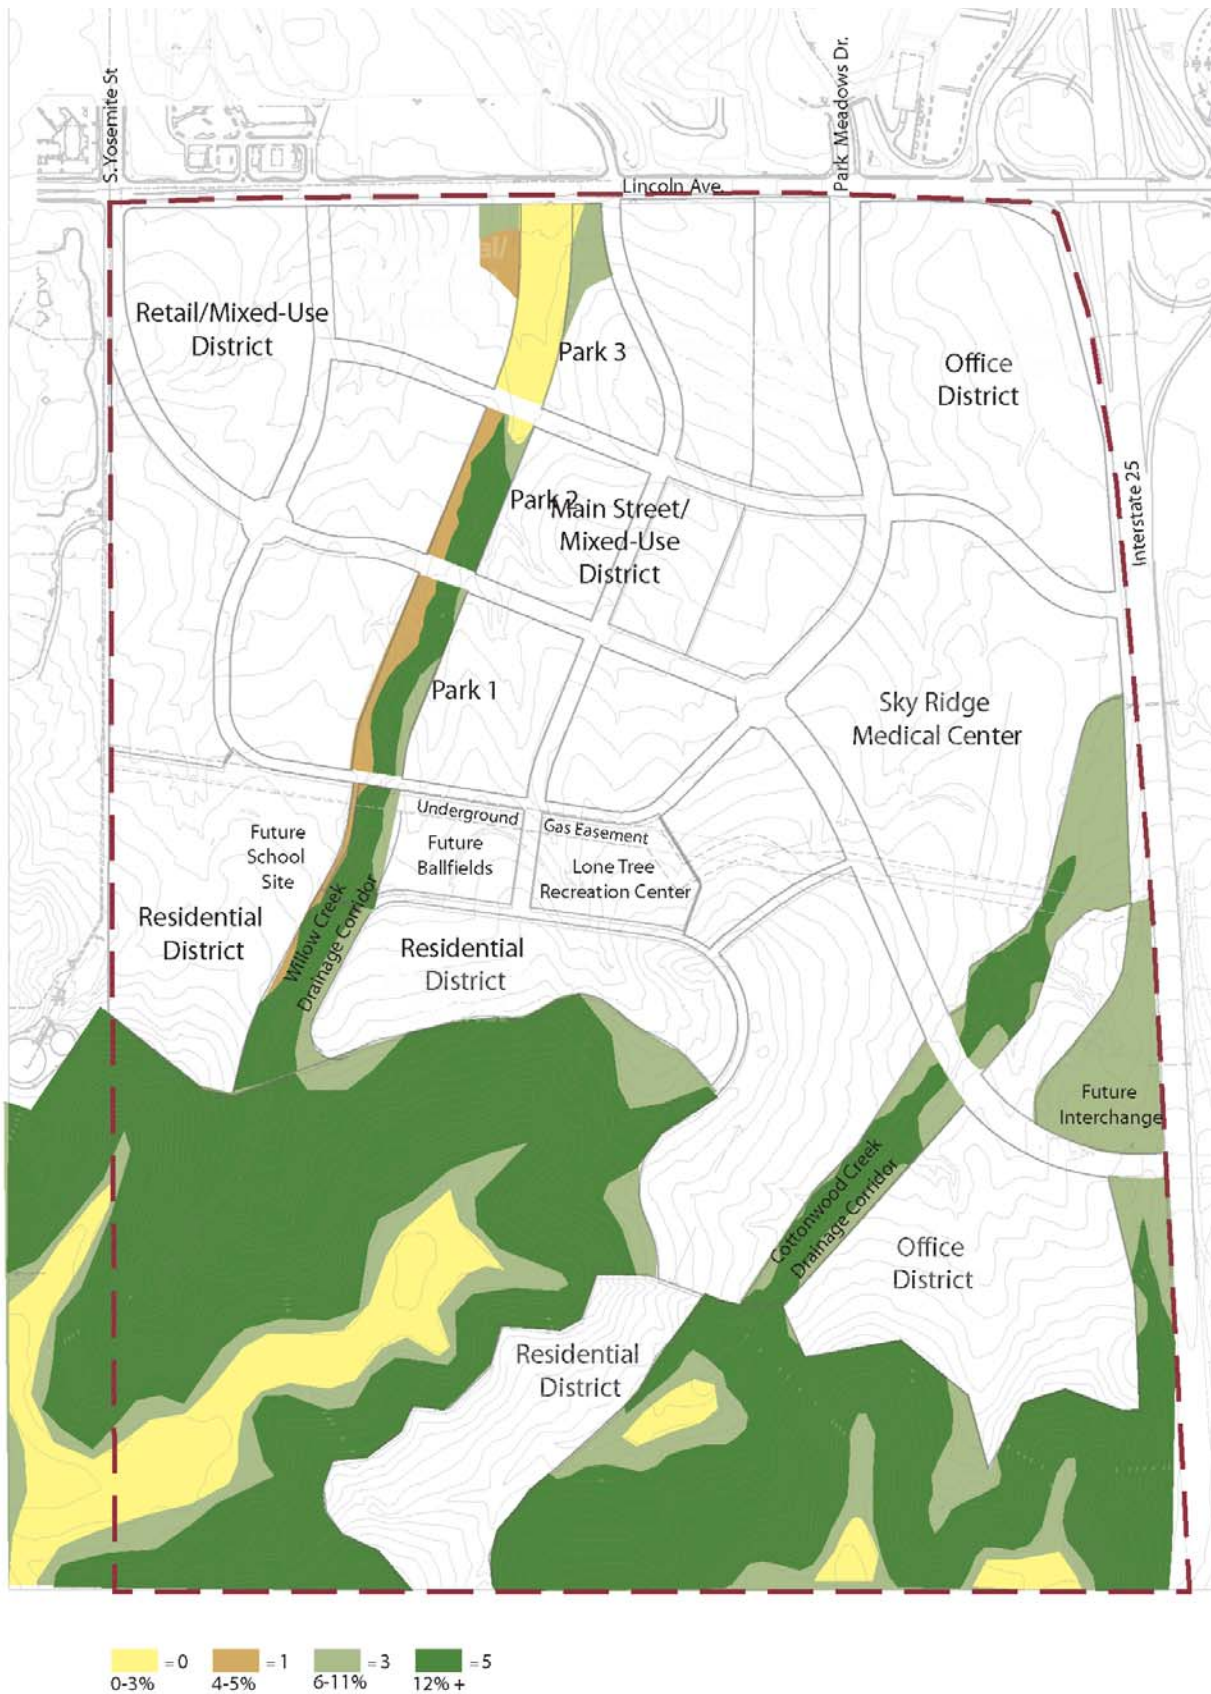 S. Yosemite St
Park Meadows Dr.
Lincoln Ave.
Retail/Mixed-Use
District
Park 3
Office
District
Interstate 25
Park 2
Main Street/
Mixed-Use
District
Park 1
Sky Ridge
Medical Center
Underground
Gas Easement
Future
School
Site
Future
Ballfields
Lone Tree
Recreation Center
Residential
District
Willow Creek
Drainage Corridor
Residential
District
Future
Interchange
Cottonwood Creek
Drainage Corridor
Office
District
Residential
District
= 0
= 1
= 3
= 5
0-3%
4-5%
6-11%
12% +